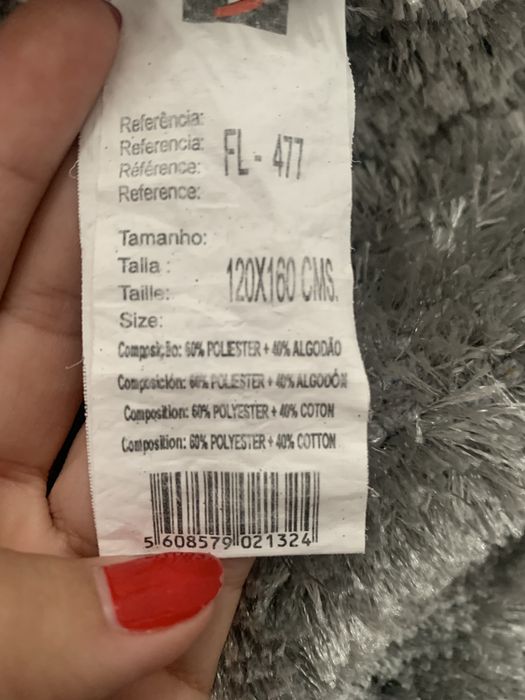 Referência:
Referencia:
Référence:
Reference:
FL - 477
Tamanho:
Talla :
Taille:
Size:
120X160 CMS.
Composição: 60% POLIESTER + 40% ALGODÃO
Composición: 60% POLIESTER + 40% ALGODÓN
Composition: 60% POLYESTER + 40% COTON
Composition: 60% POLYESTER + 40% COTTON
5 608579 021324